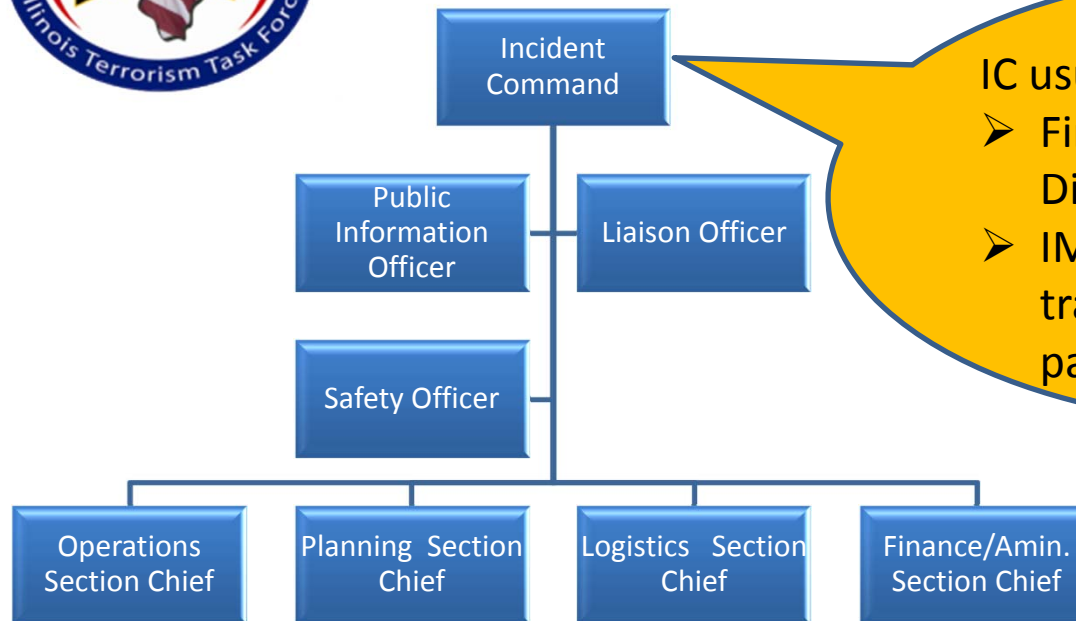 Illinois Terrorism Task
Incident
Command
IC
Public
Information
Officer
Liaison Officer
Safety Officer
Operations
Section Chief
Planning Section
Chief
Logistics Section
Chief
Finance/Amin.
Section Chief